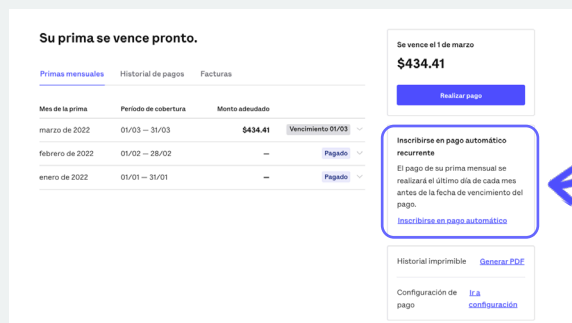 Su prima se vence pronto.
Primas mensuales Historial de pagos Facturas
Mes de la prima Período de cobertura Monto adeudado
marzo de 2022 01/03 — 31/03 $434.41 Vencimiento 01/03
febrero de 2022 01/02 — 28/02 — Pagado
enero de 2022 01/01 — 31/01 — Pagado
Se vence el 1 de marzo
$434.41
Realizar pago
Inscribirse en pago automático
recurrente
El pago de su prima mensual se
realizará el último día de cada mes
antes de la fecha de vencimiento del
pago.
Inscribirse en pago automático
Historial imprimible Generar PDF
Configuración de Ir a
pago configuración